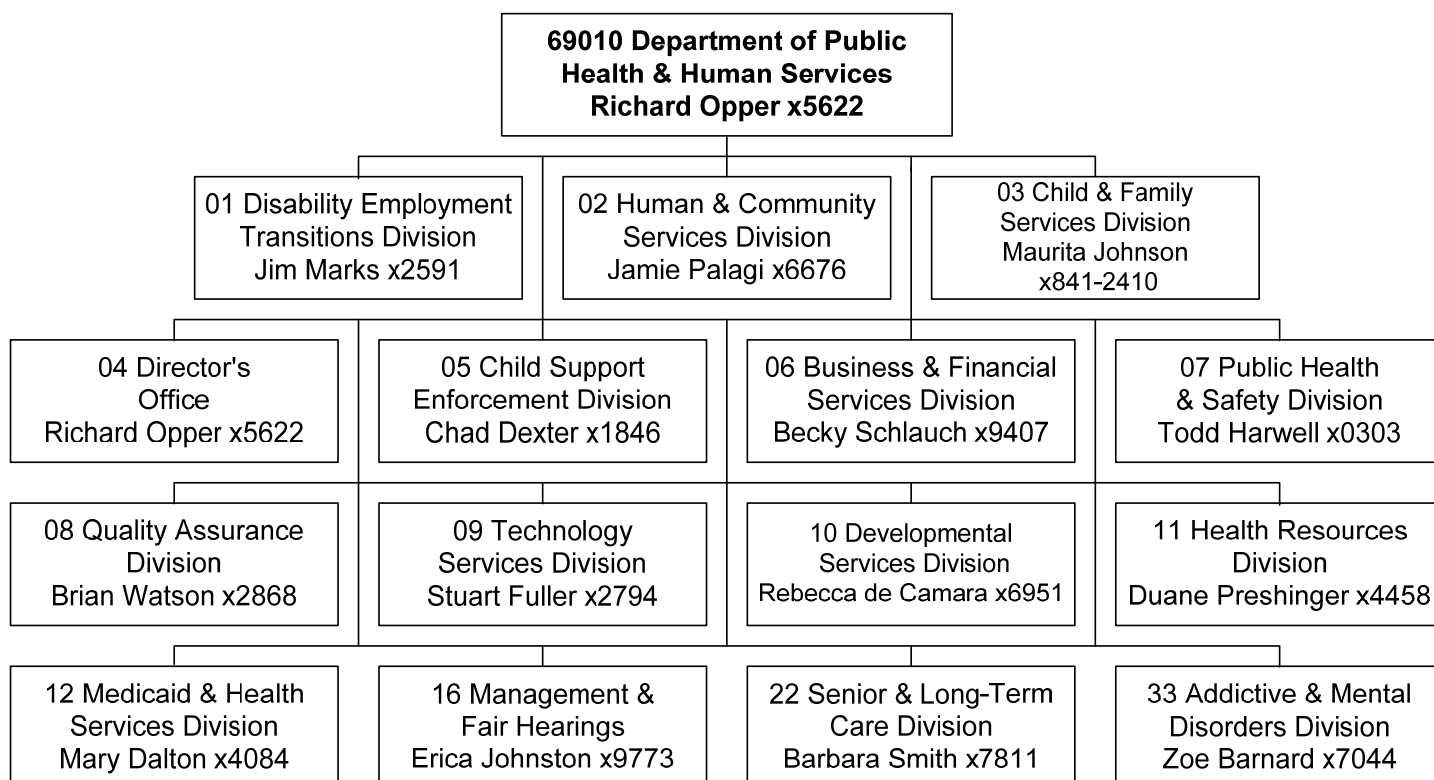 69010 Department of Public
Health & Human Services
Richard Opper x5622
01 Disability Employment
Transitions Division
Jim Marks x2591
02 Human & Community
Services Division
Jamie Palagi x6676
03 Child & Family
Services Division
Maurita Johnson
x841-2410
04 Director's
Office
Richard Opper x5622
05 Child Support
Enforcement Division
Chad Dexter x1846
06 Business & Financial
Services Division
Becky Schlauch x9407
07 Public Health
& Safety Division
Todd Harwell x0303
08 Quality Assurance
Division
Brian Watson x2868
09 Technology
Services Division
Stuart Fuller x2794
10 Developmental
Services Division
Rebecca de Camara x6951
11 Health Resources
Division
Duane Preshinger x4458
12 Medicaid & Health
Services Division
Mary Dalton x4084
16 Management &
Fair Hearings
Erica Johnston x9773
22 Senior & Long-Term
Care Division
Barbara Smith x7811
33 Addictive & Mental
Disorders Division
Zoe Barnard x7044